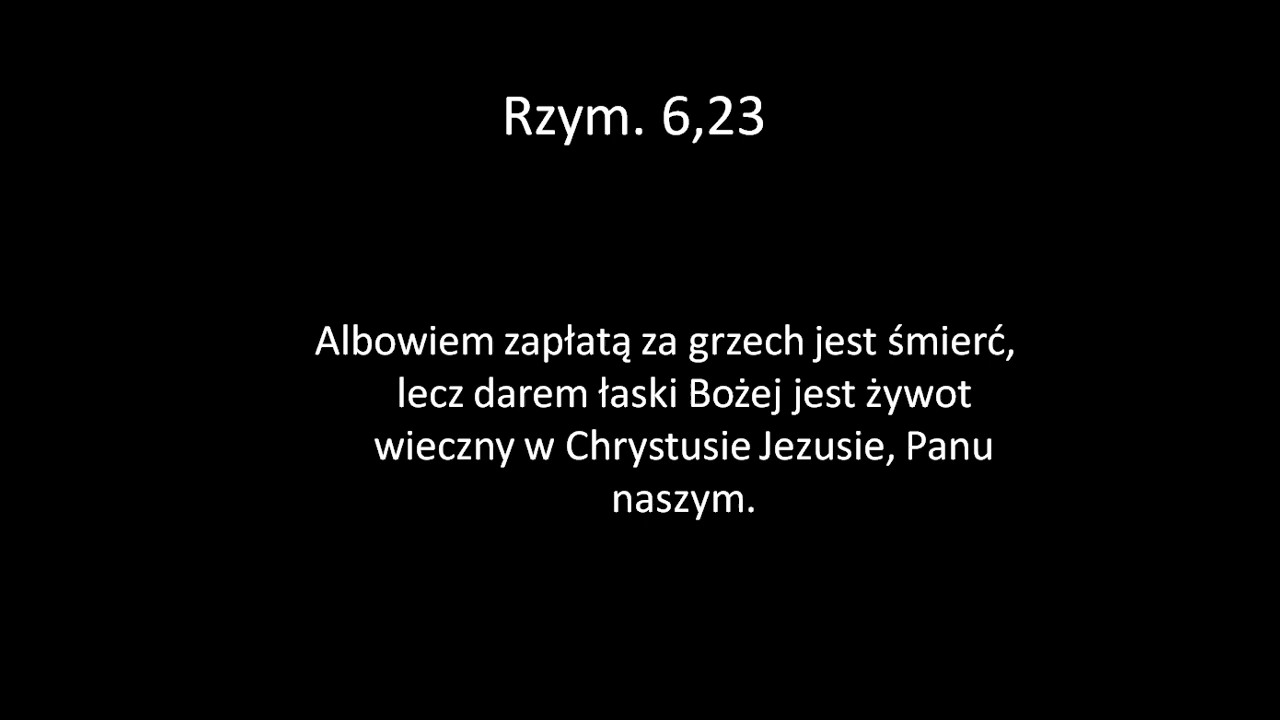 Rzym. 6,23
Albowiem zapłatą za grzech jest śmierć,
lecz darem łaski Bożej jest żywot
wieczny w Chrystusie Jezusie, Panu
naszym.